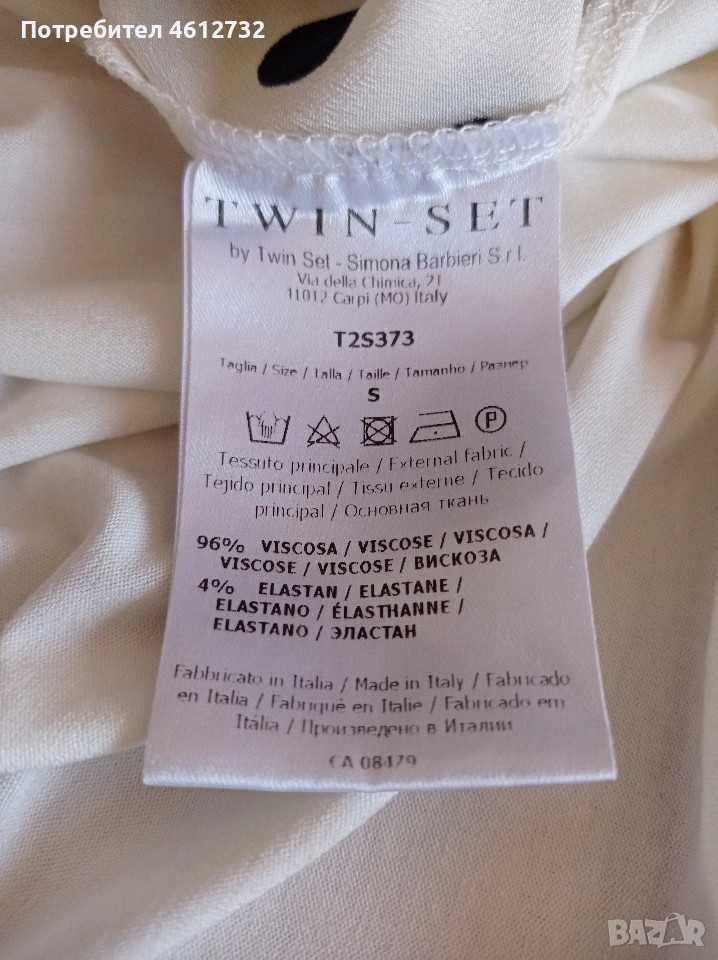 Потребител 4612732
TWIN-SET
by Twin Set - Simona Barbieri S.r.l.
Via della Chimica, 21
11012 Carpi (MO) Italy
T2S373
Taglia / Size / Talla / Taille / Tamanho / Размер
S
P
Tessuto principale / External fabric /
Tejido principal / Tissu externe / Tecido
principal / Основная ткань
96% VISCOSA / VISCOSE / VISCOSA /
VISCOSE / VISCOSE / ВИСКОЗА
4% ELASTAN / ELASTANE /
ELASTANO / ÉLASTHANNE /
ELASTANO / ЭЛАСТАН
Fabbricato in Italia / Made in Italy / Fabricado
en Italia / Fabriqué en Italie / Fabricado em
Itália / Произведено в Италии
CA 08479
BAZAR